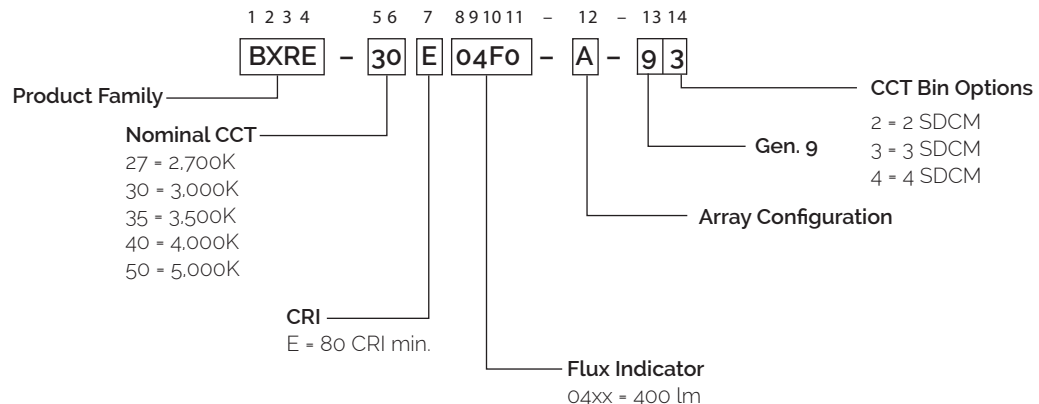 1 2 3 4 5 6 7 8 9 10 11 – 12 – 13 14
BXRE – 30 E 04F0 – A – 9 3
Product Family
Nominal CCT
27 = 2,700K
30 = 3,000K
35 = 3,500K
40 = 4,000K
50 = 5,000K
CRI
E = 80 CRI min.
Flux Indicator
04xx = 400 lm
Array Configuration
Gen. 9
CCT Bin Options
2 = 2 SDCM
3 = 3 SDCM
4 = 4 SDCM